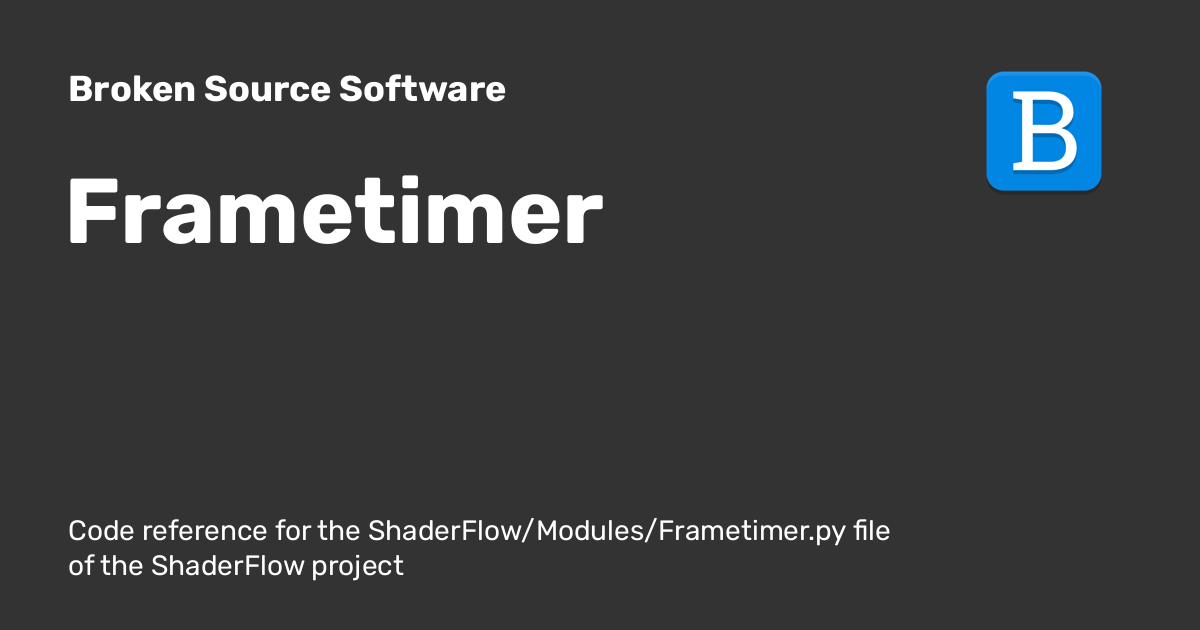 Broken Source Software
B
Frametimer
Code reference for the ShaderFlow/Modules/Frametimer.py file
of the ShaderFlow project